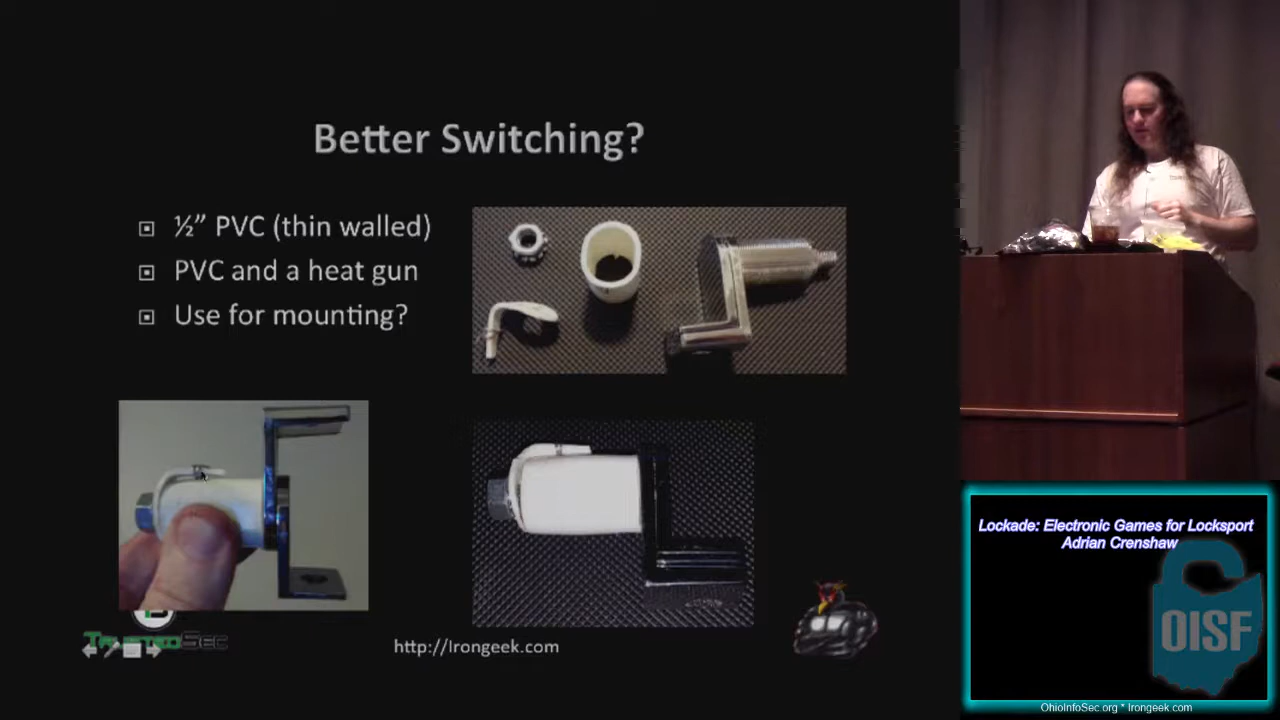 Better Switching?
½” PVC (thin walled)
PVC and a heat gun
Use for mounting?
TrustedSec
http://Irongeek.com
Lockade: Electronic Games for Locksport
Adrian Crenshaw
OISF
OhioInfoSec.org * Irongeek.com